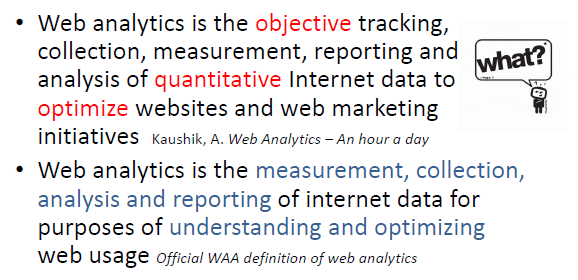 • Web analytics is the objective tracking,
collection, measurement, reporting and
analysis of quantitative Internet data to
optimize websites and web marketing
initiatives Kaushik, A. Web Analytics – An hour a day
what?
• Web analytics is the measurement, collection,
analysis and reporting of internet data for
purposes of understanding and optimizing
web usage Official WAA definition of web analytics